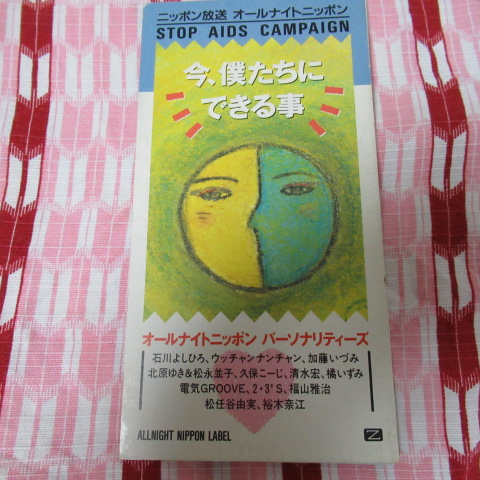 ニッポン放送 オールナイトニッポン
STOP AIDS CAMPAIGN
今、僕たちに
できる事
オールナイトニッポン パーソナリティーズ
石川よしひろ、ウッチャンナンチャン、加藤いづみ
北原ゆき&松永並子、久保こーじ、清水宏、橘いずみ
電気GROOVE、2・3'S、福山雅治
松任谷由実、裕木奈江
ALLNIGHT NIPPON LABEL
Z